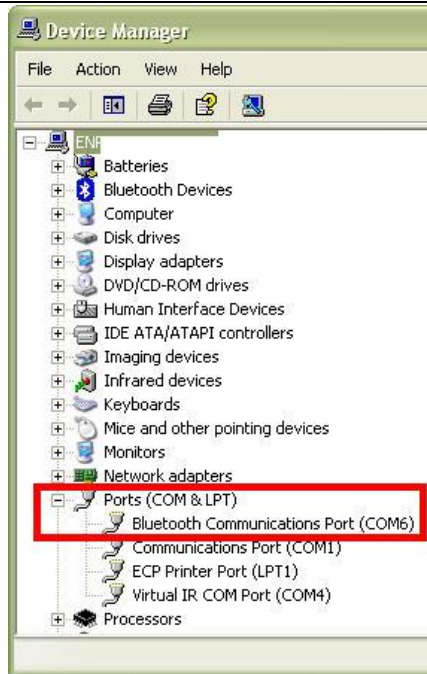 Device Manager
File Action View Help
Batteries
Bluetooth Devices
Computer
Disk drives
Display adapters
DVD/CD-ROM drives
Human Interface Devices
IDE ATA/ATAPI controllers
Imaging devices
Infrared devices
Keyboards
Mice and other pointing devices
Monitors
Network adapters
Ports (COM & LPT)
Bluetooth Communications Port (COM6)
Communications Port (COM1)
ECP Printer Port (LPT1)
Virtual IR COM Port (COM4)
Processors